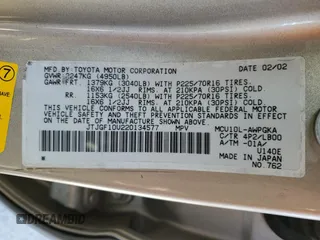 7
MFD. BY TOYOTA MOTOR CORPORATION DATE 02/02
GVWR 2247KG (4950LB)
GAWR FRT. 1379KG (3040LB) WITH P225/70R16 TIRES.
16X6 1/2JJ RIMS. AT 210KPA (30PSI) COLD
RR. 1153KG (2540LB) WITH P225/70R16 TIRES.
16X6 1/2JJ RIMS. AT 210KPA (30PSI) COLD
THIS VEHICLE CONFORMS TO ALL APPLICABLE FEDERAL MOTOR
VEHICLE SAFETY AND BUMPER STANDARDS IN EFFECT ON THE
DATE OF MANUFACTURE SHOWN ABOVE.
JTJGF10U220134577 MPV
MCU10L-AWPGKA
C/TR 4P2/LB00
A/TM -01A/
U140E
MADE IN JAPAN
NO. 762
DREAMBID